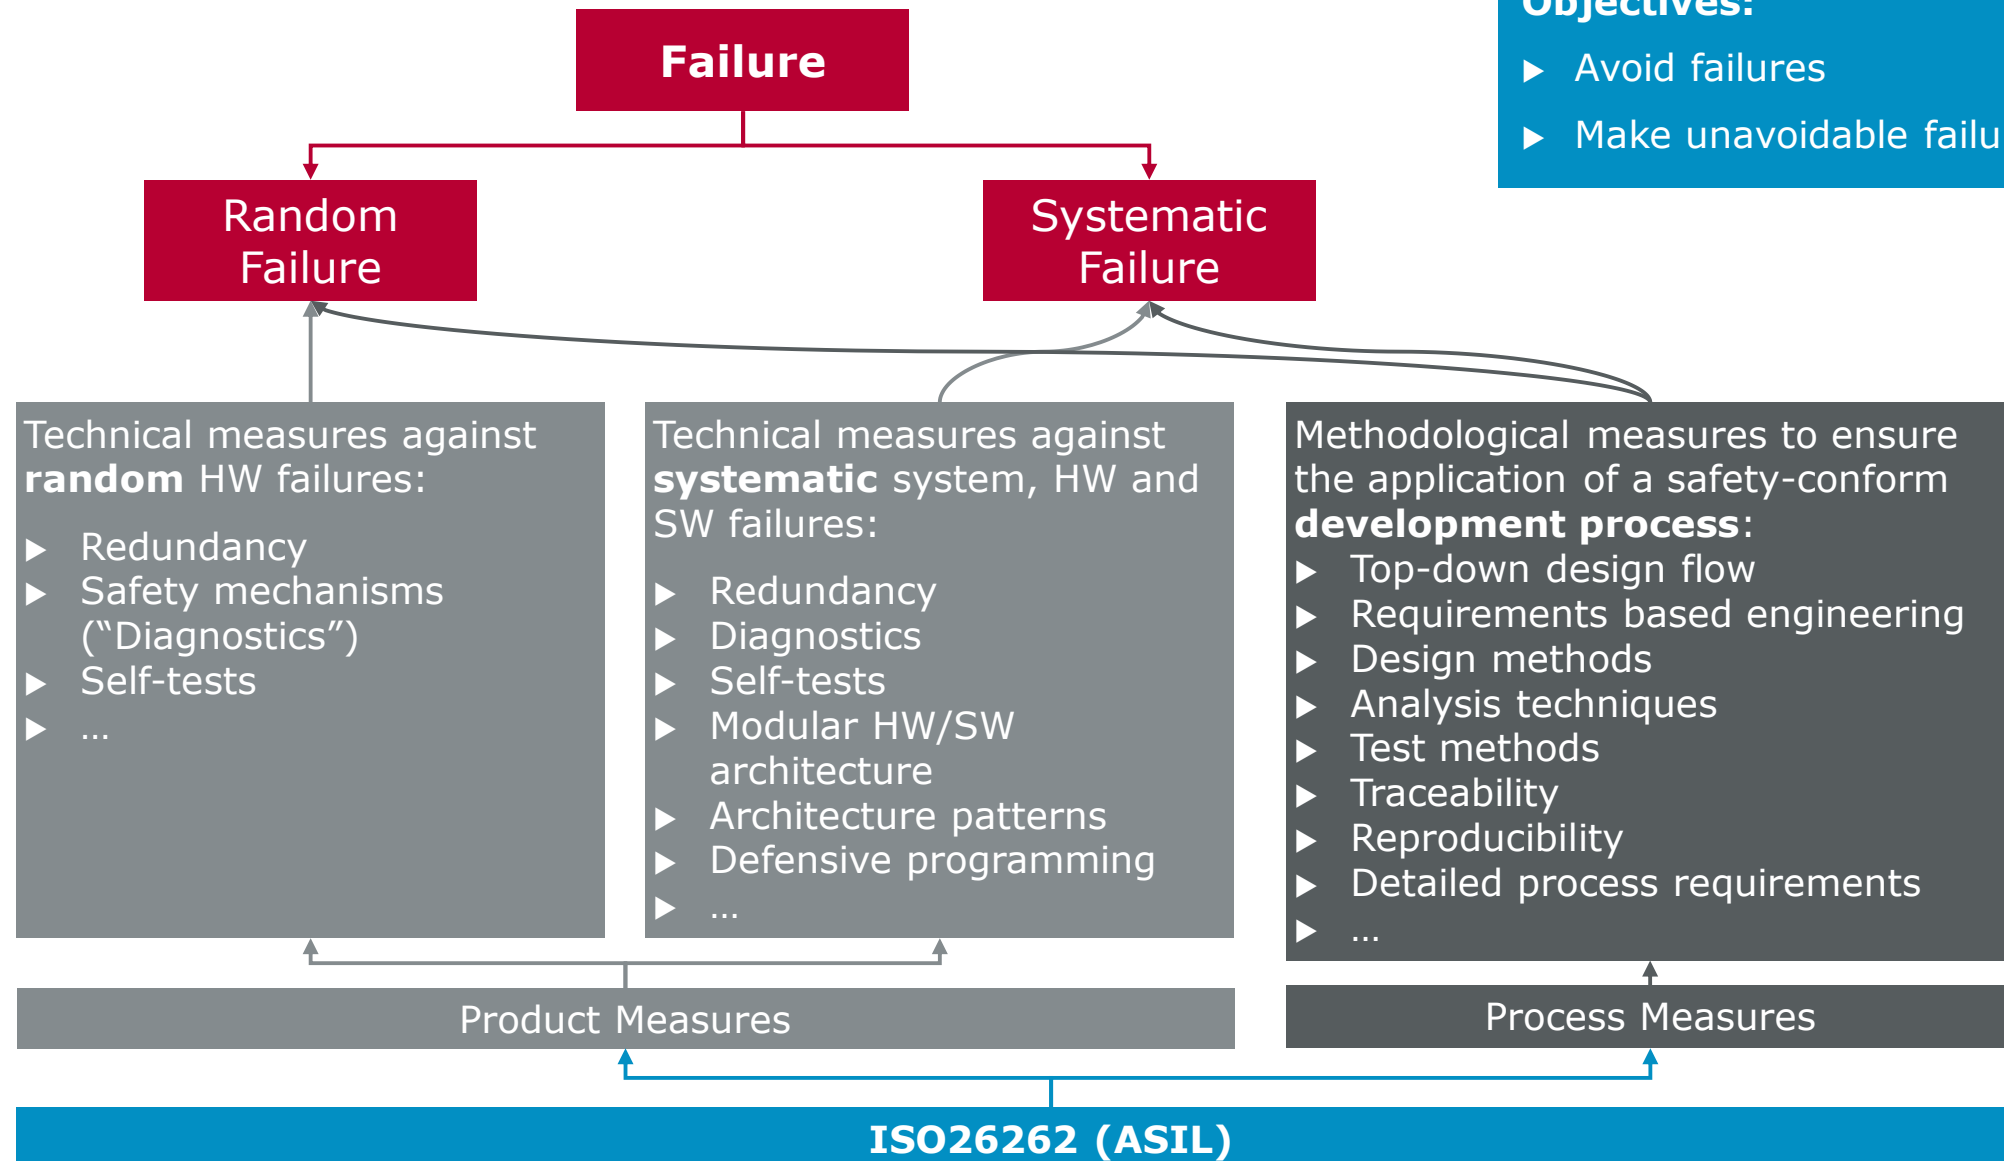 Failure
Objectives:
▶ Avoid failures
▶ Make unavoidable
Random
Failure
Systematic
Failure
Technical measures against
random HW failures:
▶ Redundancy
▶ Safety mechanisms
(“Diagnostics”)
▶ Self-tests
▶ …
Technical measures against
systematic system, HW and
SW failures:
▶ Redundancy
▶ Diagnostics
▶ Self-tests
▶ Modular HW/SW
architecture
▶ Architecture patterns
▶ Defensive programming
▶ …
Methodological measures to ensure
the application of a safety-conform
development process:
▶ Top-down design flow
▶ Requirements based engineering
▶ Design methods
▶ Analysis techniques
▶ Test methods
▶ Traceability
▶ Reproducibility
▶ Detailed process requirements
▶ …
Product Measures
Process Measures
ISO26262 (ASIL)